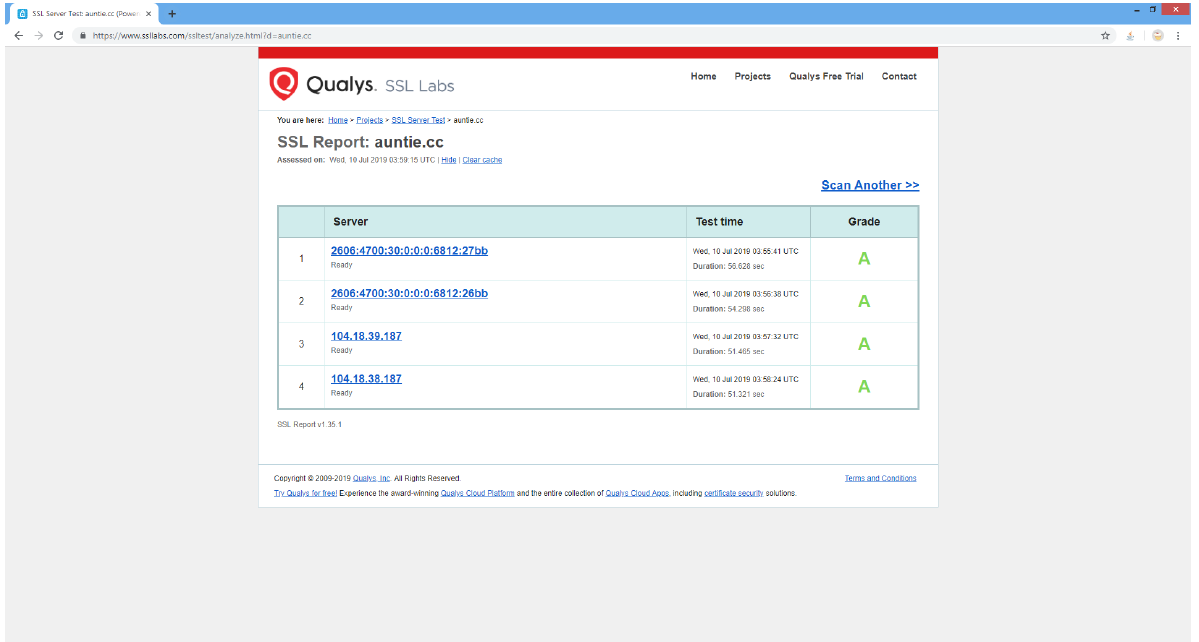 SSL Server Test: auntie.cc (Power
https://www.ssllabs.com/ssltest/analyze.html?d=auntie.cc
Qualys. SSL Labs
Home Projects Qualys Free Trial Contact
You are here: Home > Projects > SSL Server Test > auntie.cc
SSL Report: auntie.cc
Assessed on: Wed, 10 Jul 2019 03:59:15 UTC | Hide | Clear cache
Scan Another >>
Server Test time Grade
1 2606:4700:30:0:0:0:6812:27bb Wed, 10 Jul 2019 03:55:41 UTC A
Ready Duration: 56.628 sec
2 2606:4700:30:0:0:0:6812:26bb Wed, 10 Jul 2019 03:56:38 UTC A
Ready Duration: 54.298 sec
3 104.18.39.187 Wed, 10 Jul 2019 03:57:32 UTC A
Ready Duration: 51.465 sec
4 104.18.38.187 Wed, 10 Jul 2019 03:58:24 UTC A
Ready Duration: 51.321 sec
SSL Report v1.35.1
Copyright © 2009-2019 Qualys, Inc. All Rights Reserved. Terms and Conditions
Try Qualys for free! Experience the award-winning Qualys Cloud Platform and the entire collection of Qualys Cloud Apps, including certificate security solutions.